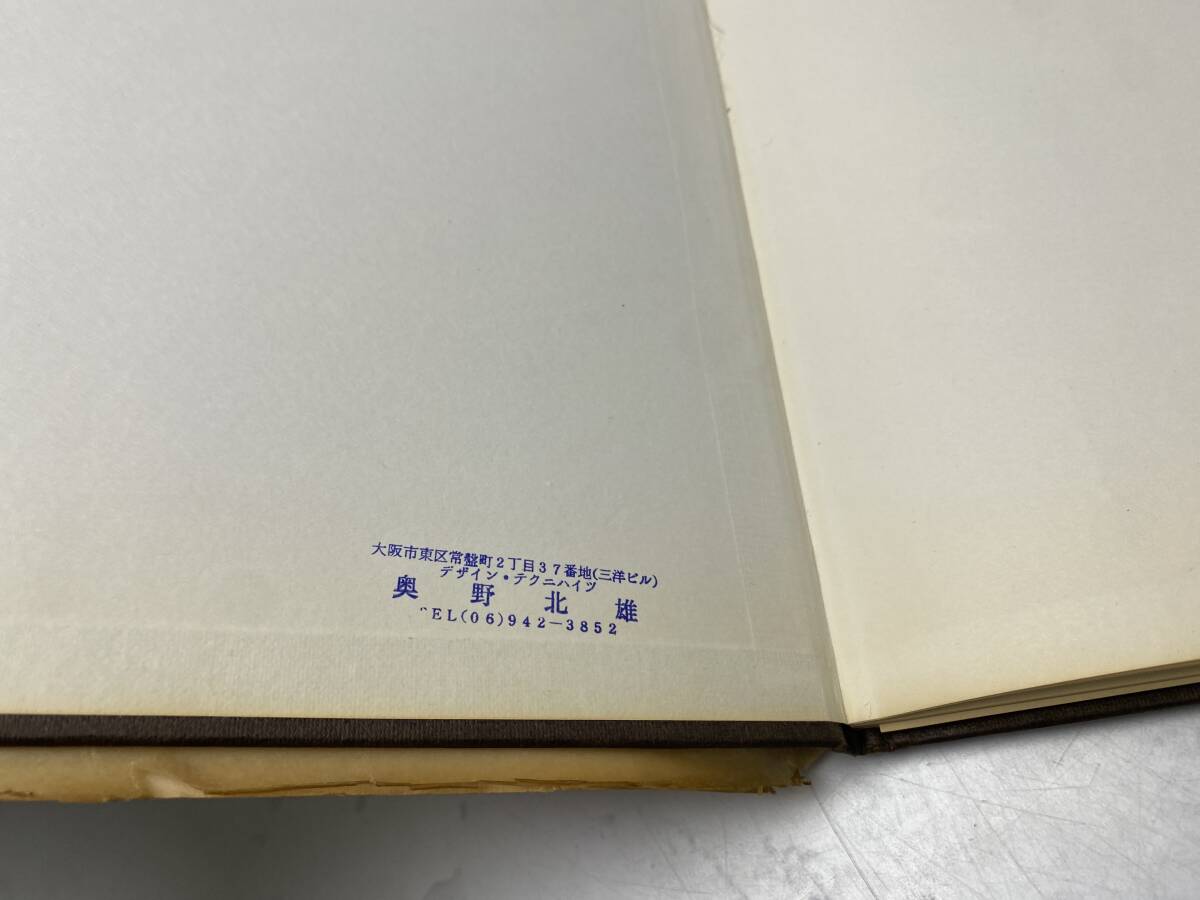 大阪市東区常盤町2丁目37番地(三洋ビル)
デザイン・テクニハイツ
奥野北雄
EL(06)942-3852